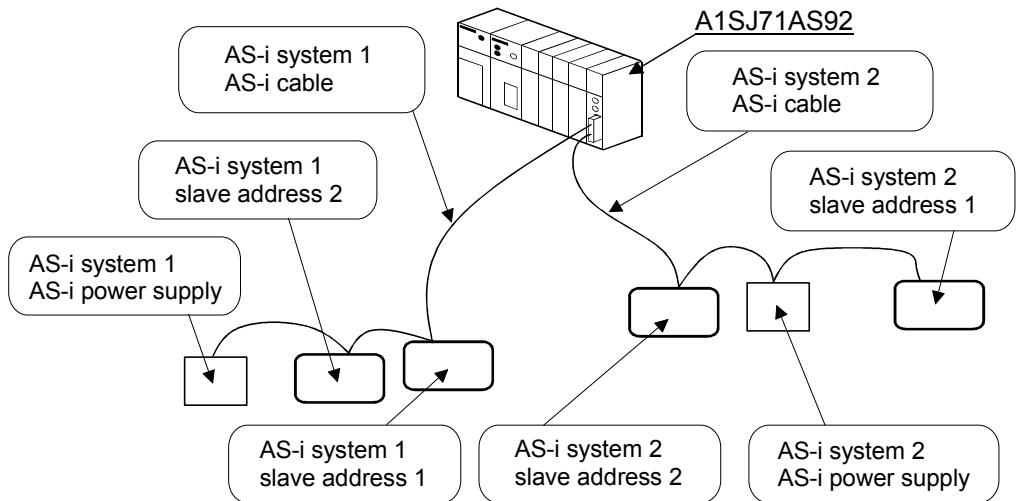 A1SJ71AS92
AS-i system 1
AS-i cable
AS-i system 2
AS-i cable
AS-i system 1
slave address 2
AS-i system 2
slave address 1
AS-i system 1
AS-i power supply
AS-i system 1
slave address 1
AS-i system 2
slave address 2
AS-i system 2
AS-i power supply